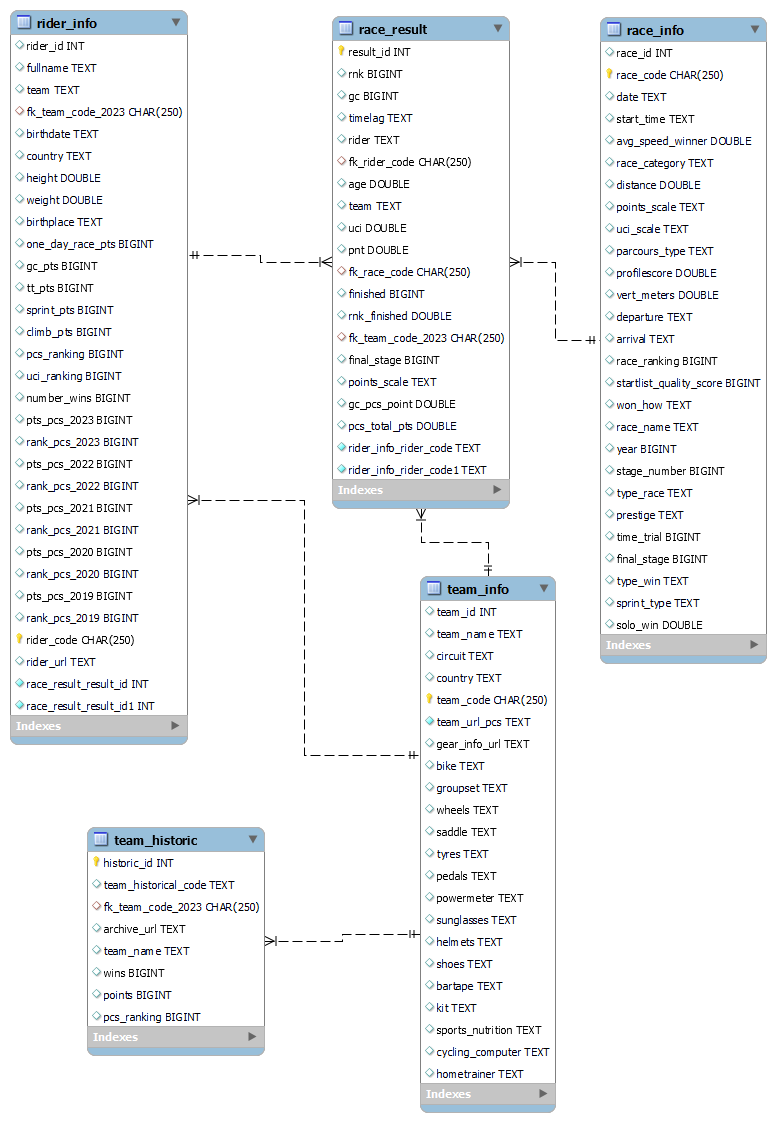 rider_info
rider_id INT
fullname TEXT
team TEXT
fk_team_code_2023 CHAR(250)
birthdate TEXT
country TEXT
height DOUBLE
weight DOUBLE
birthplace TEXT
one_day_race_pts BIGINT
gc_pts BIGINT
tt_pts BIGINT
sprint_pts BIGINT
climb_pts BIGINT
pcs_ranking BIGINT
uci_ranking BIGINT
number_wins BIGINT
pts_pcs_2023 BIGINT
rank_pcs_2023 BIGINT
pts_pcs_2022 BIGINT
rank_pcs_2022 BIGINT
pts_pcs_2021 BIGINT
rank_pcs_2021 BIGINT
pts_pcs_2020 BIGINT
rank_pcs_2020 BIGINT
pts_pcs_2019 BIGINT
rank_pcs_2019 BIGINT
rider_code CHAR(250)
rider_url TEXT
race_result_result_id INT
race_result_result_id1 INT
Indexes
race_result
result_id INT
rnk BIGINT
gc BIGINT
timelag TEXT
rider TEXT
fk_rider_code CHAR(250)
age DOUBLE
team TEXT
uci DOUBLE
pnt DOUBLE
fk_race_code CHAR(250)
finished BIGINT
rnk_finished DOUBLE
fk_team_code_2023 CHAR(250)
final_stage BIGINT
points_scale TEXT
gc_pcs_point DOUBLE
pcs_total_pts DOUBLE
rider_info_rider_code TEXT
rider_info_rider_code1 TEXT
Indexes
race_info
race_id INT
race_code CHAR(250)
date TEXT
start_time TEXT
avg_speed_winner DOUBLE
race_category TEXT
distance DOUBLE
points_scale TEXT
uci_scale TEXT
parcours_type TEXT
profilescore DOUBLE
vert_meters DOUBLE
departure TEXT
arrival TEXT
race_ranking BIGINT
startlist_quality_score BIGINT
won_how TEXT
race_name TEXT
year BIGINT
stage_number BIGINT
type_race TEXT
prestige TEXT
time_trial BIGINT
final_stage BIGINT
type_win TEXT
sprint_type TEXT
solo_win DOUBLE
Indexes
team_info
team_id INT
team_name TEXT
circuit TEXT
country TEXT
team_code CHAR(250)
team_url_pcs TEXT
gear_info_url TEXT
bike TEXT
groupset TEXT
wheels TEXT
saddle TEXT
tyres TEXT
pedals TEXT
powermeter TEXT
sunglasses TEXT
helmets TEXT
shoes TEXT
bartape TEXT
kit TEXT
sports_nutrition TEXT
cycling_computer TEXT
hometrainer TEXT
Indexes
team_historic
historic_id INT
team_historical_code TEXT
fk_team_code_2023 CHAR(250)
archive_url TEXT
team_name TEXT
wins BIGINT
points BIGINT
pcs_ranking BIGINT
Indexes